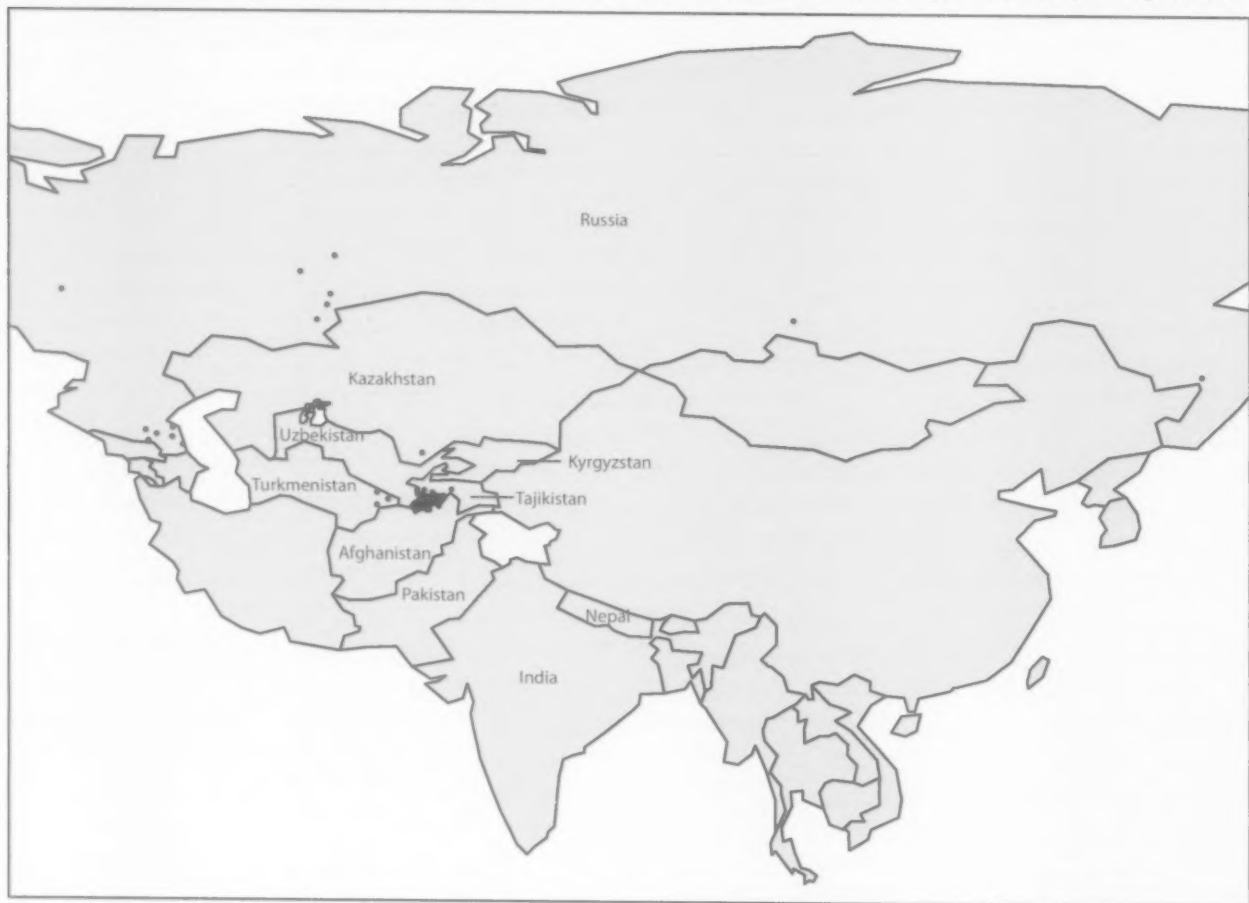 Russia
Kazakhstan
Uzbekistan
Kyrgyzstan
Turkmenistan
Tajikistan
Afghanistan
Pakistan
Nepal
India